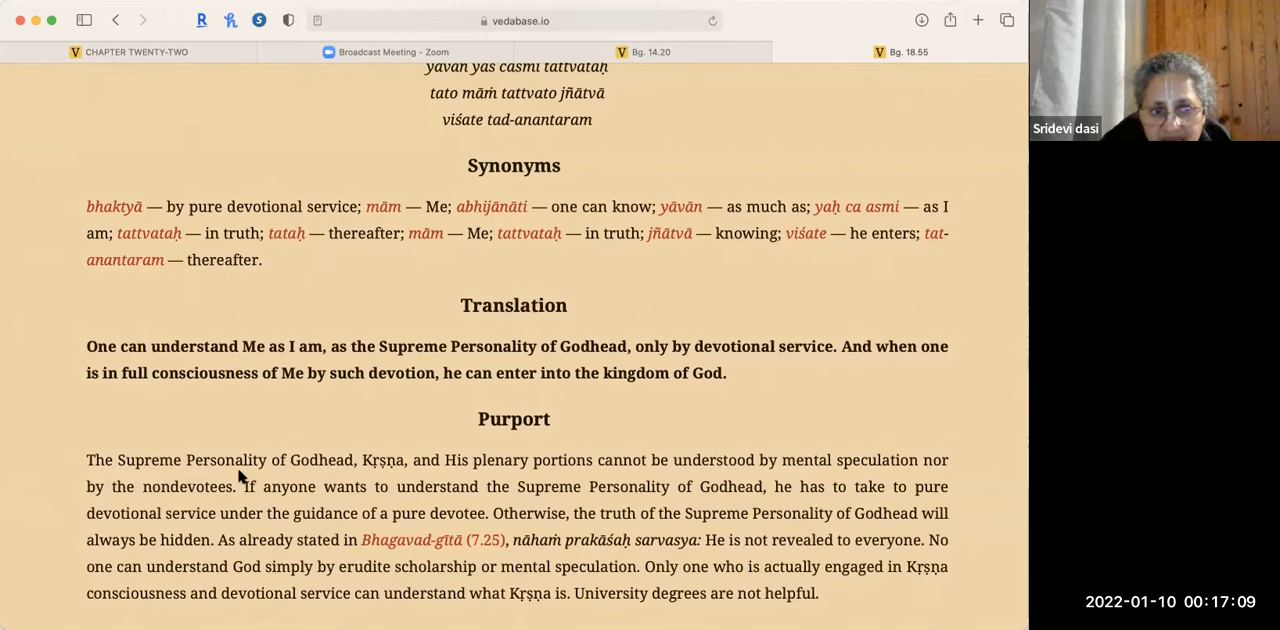 vedabase.io
CHAPTER TWENTY-TWO
Broadcast Meeting - Zoom
Bg. 14.20
Bg. 18.55
yāvān yaś cāsmi tattvataḥ
tato māṁ tattvato jñātvā
viśate tad-anantaram
Synonyms
bhaktyā — by pure devotional service; mām — Me; abhijānāti — one can know; yāvān — as much as; yaḥ ca asmi — as I
am; tattvataḥ — in truth; tataḥ — thereafter; mām — Me; tattvataḥ — in truth; jñātvā — knowing; viśate — he enters; tat-
anantaram — thereafter.
Translation
One can understand Me as I am, as the Supreme Personality of Godhead, only by devotional service. And when one
is in full consciousness of Me by such devotion, he can enter into the kingdom of God.
Purport
The Supreme Personality of Godhead, Kṛṣṇa, and His plenary portions cannot be understood by mental speculation nor
by the nondevotees. If anyone wants to understand the Supreme Personality of Godhead, he has to take to pure
devotional service under the guidance of a pure devotee. Otherwise, the truth of the Supreme Personality of Godhead will
always be hidden. As already stated in Bhagavad-gītā (7.25), nāhaṁ prakāśaḥ sarvasya: He is not revealed to everyone. No
one can understand God simply by erudite scholarship or mental speculation. Only one who is actually engaged in Kṛṣṇa
consciousness and devotional service can understand what Kṛṣṇa is. University degrees are not helpful.
Sridevi dasi
2022-01-10 00:17:09